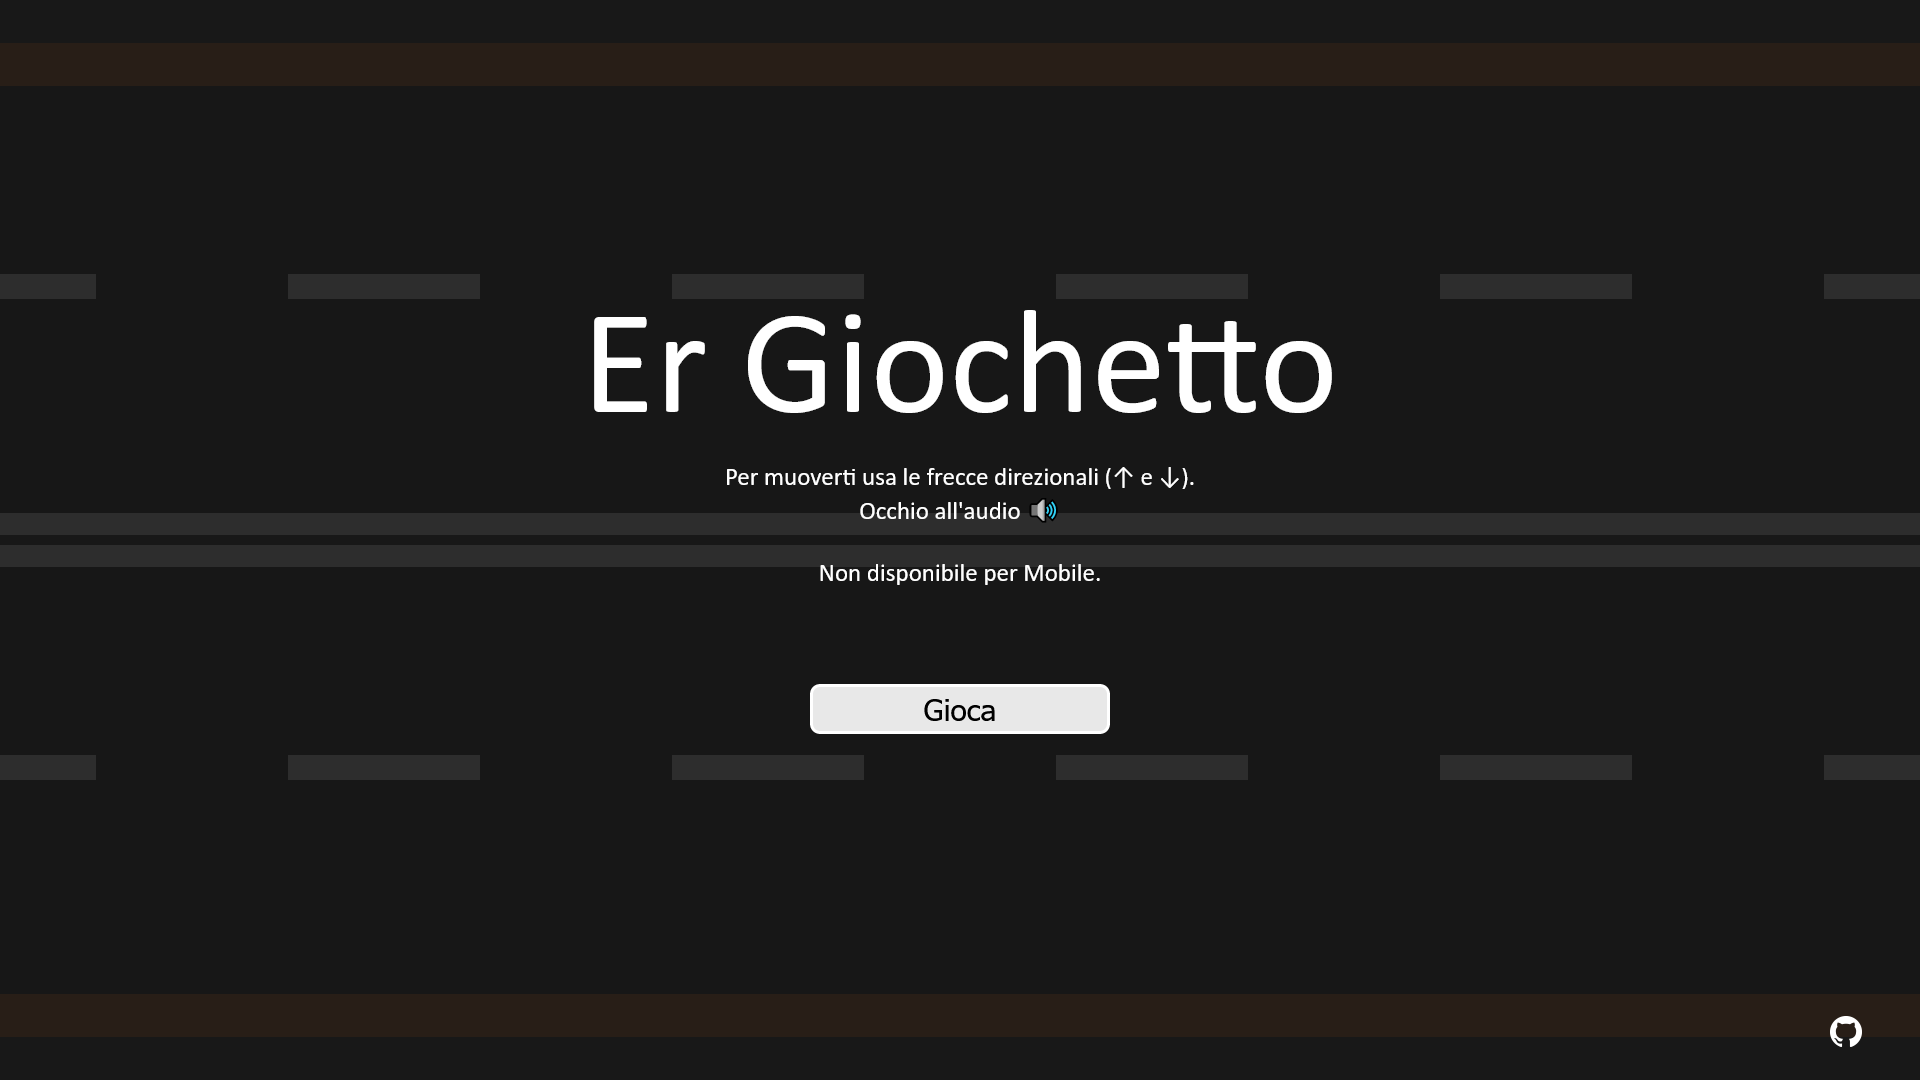 Er Giochetto
Per muoverti usa le frecce direzionali (↑ e ↓).
Occhio all'audio 🔊
Non disponibile per Mobile.
Gioca